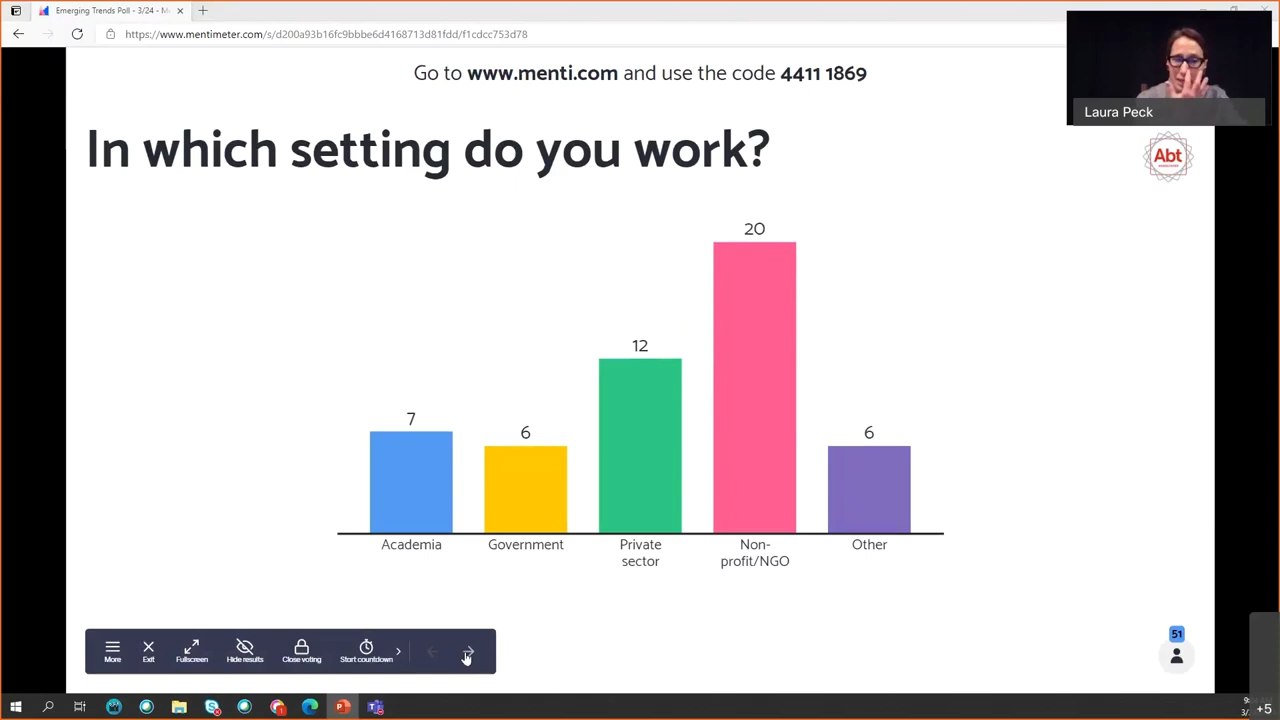 Emerging Trends Poll - 3/24 - M
https://www.mentimeter.com/s/d200a93b16fc9bbbe6d4168713d81fdd/f1cdcc753d78
Go to www.menti.com and use the code 4411 1869
Laura Peck
In which setting do you work?
Abt
20
12
7
6
6
Academia
Government
Private
sector
Non-
profit/NGO
Other
More
Exit
Fullscreen
Hide results
Close voting
Start countdown
51
+5